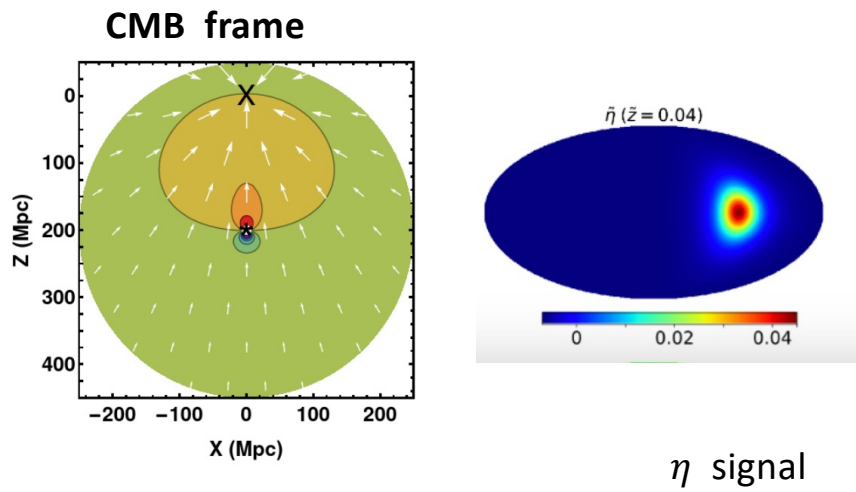 CMB frame
X
*
0
100
200
300
400
Z (Mpc)
−200 −100 0 100 200
X (Mpc)
η̃ (z̃ = 0.04)
0 0.02 0.04
η signal